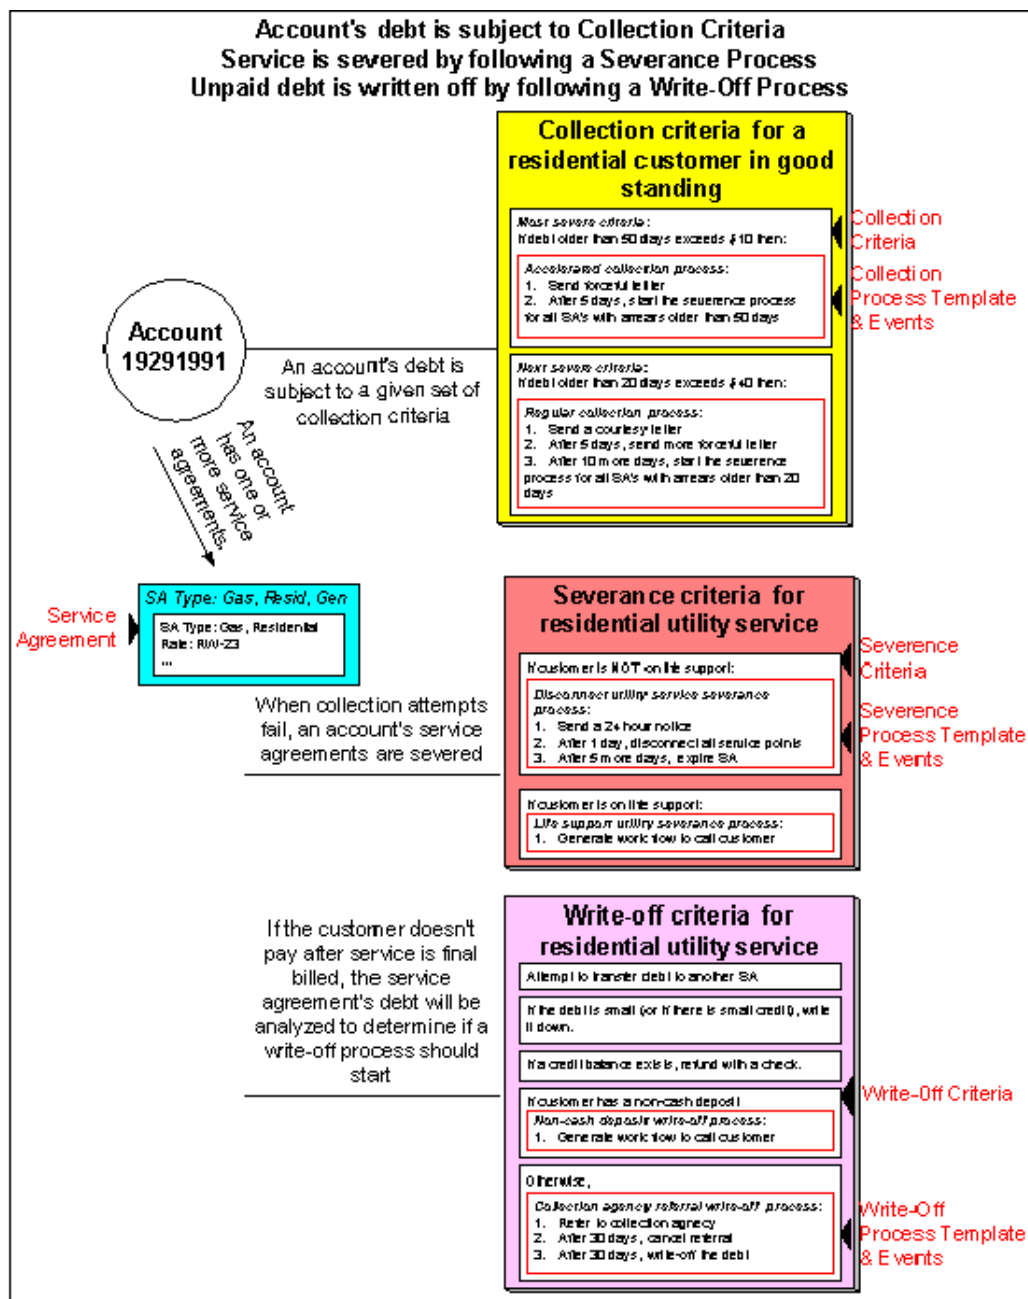 Account's debt is subject to Collection Criteria
Service is severed by following a Severance Process
Unpaid debt is written off by following a Write-Off Process
Collection criteria for a
residential customer in good
standing
Most severe criteria:
If debt older than 50 days exceeds $10 then:
Accelerated collection process:
1. Send forceful letter
2. After 5 days, start the severence process
for all SA's with arrears older than 50 days
Collection
Criteria
Collection
Process Template
& Events
Account
19291991
An account's debt is
subject to a given set of
collection criteria
Next severe criteria:
If debt older than 20 days exceeds $40 then:
Regular collection process:
1. Send a courtesy letter
2. After 5 days, send more forceful letter
3. After 10 more days, start the severence
process for all SA's with arrears older than 20
days
An account
has one or
more service
agreements.
Service
Agreement
SA Type: Gas, Resid, Gen
SA Type: Gas, Residential
Rate: RW-23
...
When collection attempts
fail, an account's service
agreements are severed
Severance criteria for
residential utility service
If customer is NOT on life support:
Disconnect utility service severance
process:
1. Send a 24 hour notice
2. After 1 day, disconnect all service points
3. After 5 more days, expire SA
If customer is on life support:
Life support utility severance process:
1. Generate work flow to call customer
Severence
Criteria
Severence
Process Template
& Events
If the customer doesn't
pay after service is final
billed, the service
agreement's debt will be
analyzed to determine if a
write-off process should
start
Write-off criteria for
residential utility service
Attempt to transfer debt to another SA
If the debt is small (or if there is small credit), write
it down.
If a credit balance exists, refund with a check.
If customer has a non-cash deposit
Non-cash deposit write-off process:
1. Generate work flow to call customer
Otherwise,
Collection agency referral write-off process:
1. Refer to collection agnecy
2. After 30 days, cancel referral
3. After 30 days, write-off the debt
Write-Off Criteria
Write-Off
Process Template
& Events